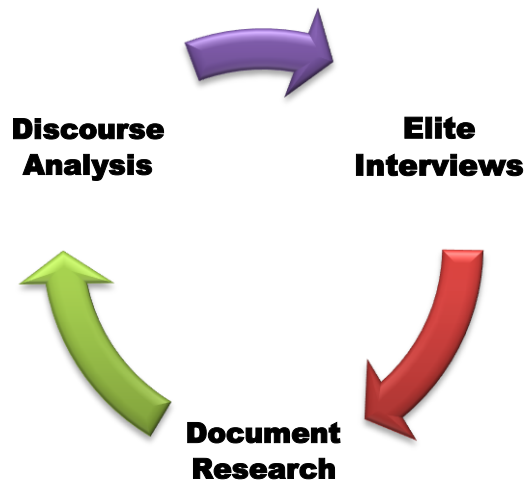 Discourse
Analysis
Elite
Interviews
Document
Research